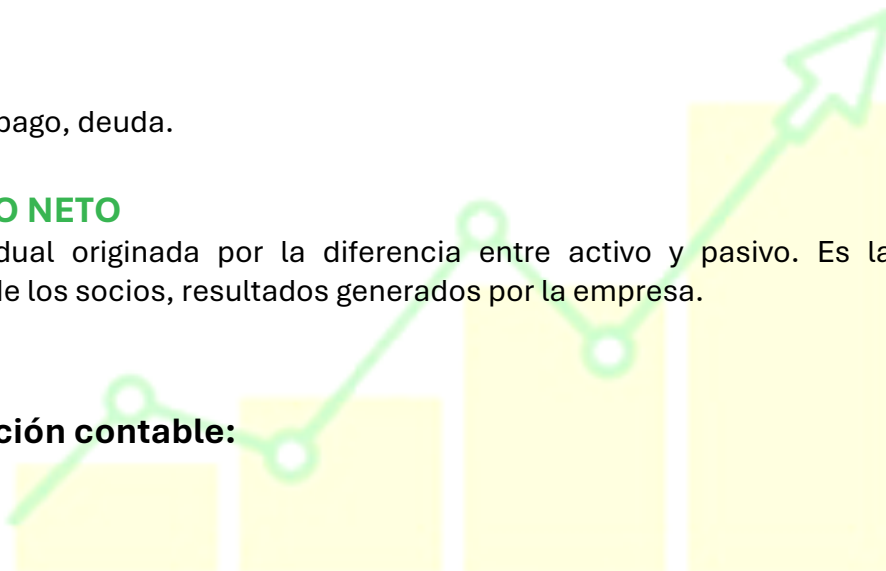 pago, deuda.
O NETO
dual originada por la diferencia entre activo y pasivo. Es la
de los socios, resultados generados por la empresa.
ción contable: